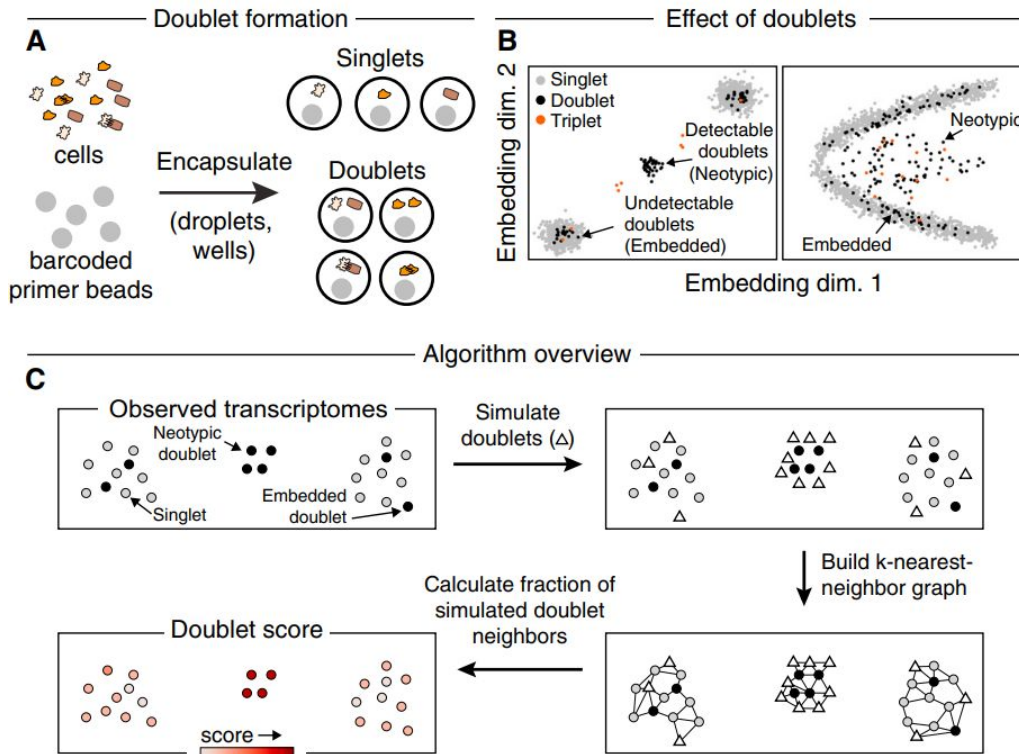 Doublet formation
A
Singlets
cells
Encapsulate
(droplets,
wells)
Doublets
barcoded
primer beads
Effect of doublets
B
Embedding dim. 2
Singlet
Doublet
Triplet
Detectable
doublets
(Neotypic)
Undetectable
doublets
(Embedded)
Neotypic
Embedded
Embedding dim. 1
Algorithm overview
C
Observed transcriptomes
Neotypic
doublet
Singlet
Embedded
doublet
Simulate
doublets (△)
Build k-nearest-
neighbor graph
Calculate fraction of
simulated doublet
neighbors
Doublet score
score →